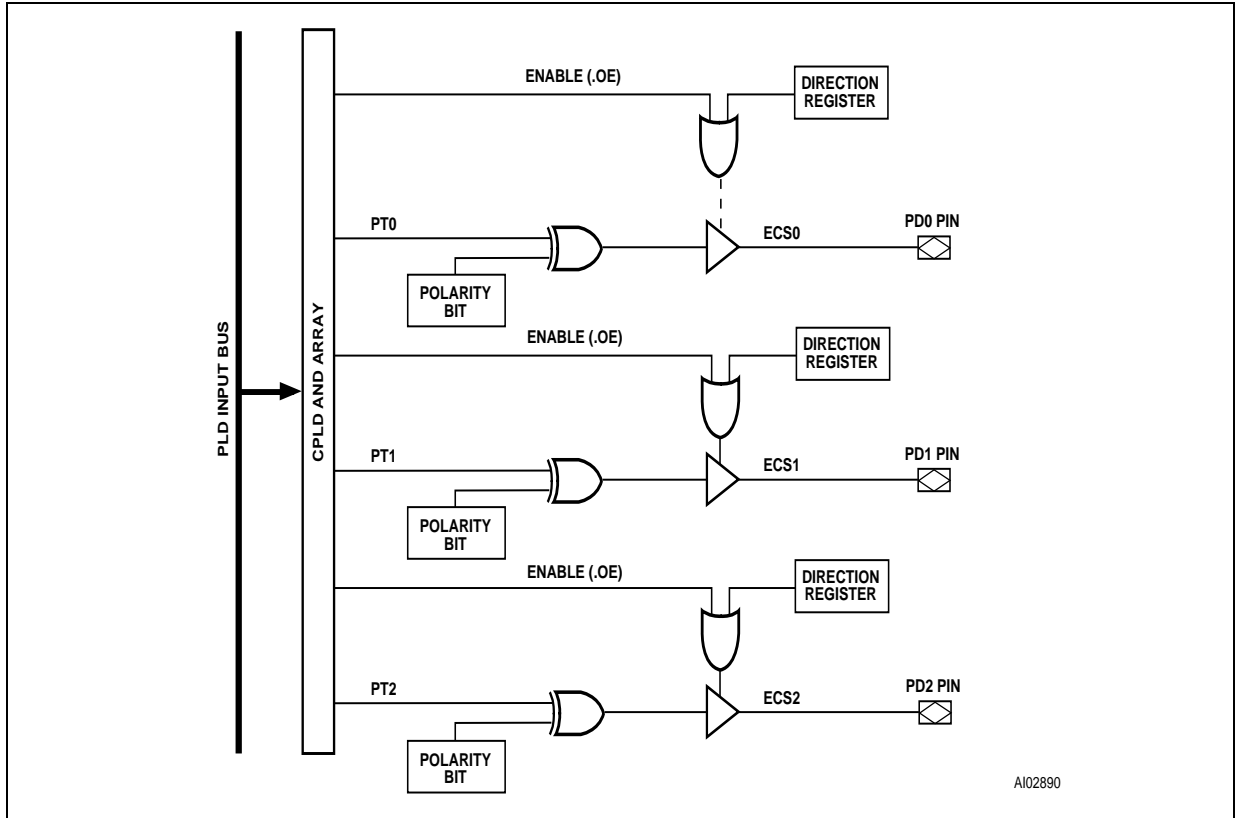 ENABLE (.OE)
DIRECTION
REGISTER
PT0
ECS0
PD0 PIN
POLARITY
BIT
PLD INPUT BUS
CPLD AND ARRAY
ENABLE (.OE)
DIRECTION
REGISTER
PT1
ECS1
PD1 PIN
POLARITY
BIT
ENABLE (.OE)
DIRECTION
REGISTER
PT2
ECS2
PD2 PIN
POLARITY
BIT
AI02890